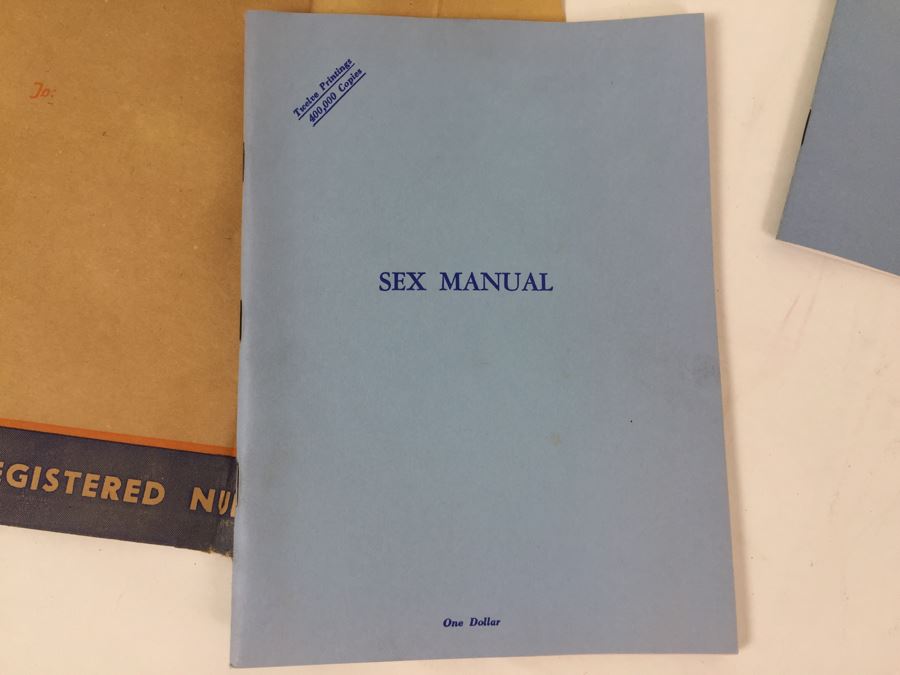 To:
Twelve Printings
400,000 Copies
SEX MANUAL
One Dollar
EGISTERED NU